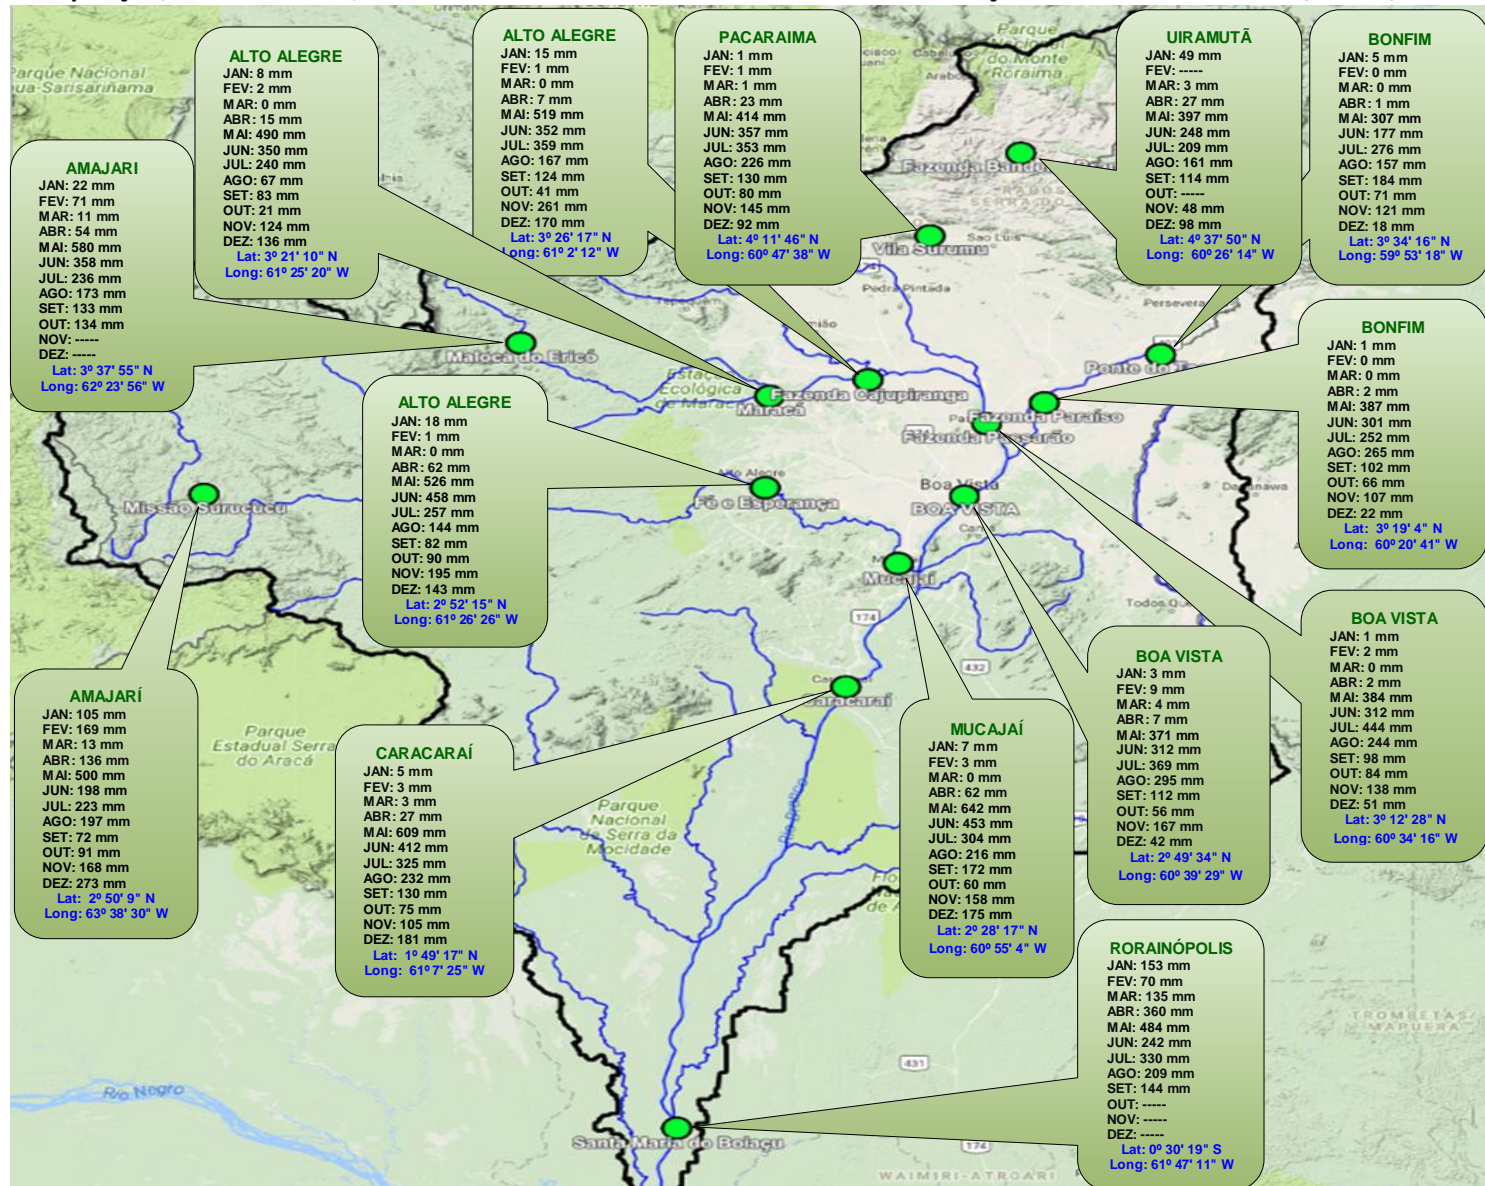 ALTO ALEGRE
JAN: 8 mm
FEV: 2 mm
MAR: 0 mm
ABR: 15 mm
MAI: 490 mm
JUN: 350 mm
JUL: 240 mm
AGO: 67 mm
SET: 83 mm
OUT: 21 mm
NOV: 124 mm
DEZ: 136 mm
Lat: 3º 21' 10" N
Long: 61º 25' 20" W
ALTO ALEGRE
JAN: 15 mm
FEV: 1 mm
MAR: 0 mm
ABR: 7 mm
MAI: 519 mm
JUN: 352 mm
JUL: 359 mm
AGO: 167 mm
SET: 124 mm
OUT: 41 mm
NOV: 261 mm
DEZ: 170 mm
Lat: 3º 26' 17" N
Long: 61º 2' 12" W
PACARAIMA
JAN: 1 mm
FEV: 1 mm
MAR: 1 mm
ABR: 23 mm
MAI: 414 mm
JUN: 357 mm
JUL: 353 mm
AGO: 226 mm
SET: 130 mm
OUT: 80 mm
NOV: 145 mm
DEZ: 92 mm
Lat: 4º 11' 46" N
Long: 60º 47' 38" W
UIRAMUTÃ
JAN: 49 mm
FEV: -----
MAR: 3 mm
ABR: 27 mm
MAI: 397 mm
JUN: 248 mm
JUL: 209 mm
AGO: 161 mm
SET: 114 mm
OUT: -----
NOV: 48 mm
DEZ: 98 mm
Lat: 4º 37' 50" N
Long: 60º 26' 14" W
BONFIM
JAN: 5 mm
FEV: 0 mm
MAR: 0 mm
ABR: 1 mm
MAI: 307 mm
JUN: 177 mm
JUL: 276 mm
AGO: 157 mm
SET: 184 mm
OUT: 71 mm
NOV: 121 mm
DEZ: 18 mm
Lat: 3º 34' 16" N
Long: 59º 53' 18" W
AMAJARI
JAN: 22 mm
FEV: 71 mm
MAR: 11 mm
ABR: 54 mm
MAI: 580 mm
JUN: 358 mm
JUL: 236 mm
AGO: 173 mm
SET: 133 mm
OUT: 134 mm
NOV: -----
DEZ: -----
Lat: 3º 37' 55" N
Long: 62º 23' 56" W
BONFIM
JAN: 1 mm
FEV: 0 mm
MAR: 0 mm
ABR: 2 mm
MAI: 387 mm
JUN: 301 mm
JUL: 252 mm
AGO: 265 mm
SET: 102 mm
OUT: 66 mm
NOV: 107 mm
DEZ: 22 mm
Lat: 3º 19' 4" N
Long: 60º 20' 41" W
ALTO ALEGRE
JAN: 18 mm
FEV: 1 mm
MAR: 0 mm
ABR: 62 mm
MAI: 526 mm
JUN: 458 mm
JUL: 257 mm
AGO: 144 mm
SET: 82 mm
OUT: 90 mm
NOV: 195 mm
DEZ: 143 mm
Lat: 2º 52' 15" N
Long: 61º 26' 26" W
BOA VISTA
JAN: 1 mm
FEV: 2 mm
MAR: 0 mm
ABR: 2 mm
MAI: 384 mm
JUN: 312 mm
JUL: 444 mm
AGO: 244 mm
SET: 98 mm
OUT: 84 mm
NOV: 138 mm
DEZ: 51 mm
Lat: 3º 12' 28" N
Long: 60º 34' 16" W
BOA VISTA
JAN: 3 mm
FEV: 9 mm
MAR: 4 mm
ABR: 7 mm
MAI: 371 mm
JUN: 312 mm
JUL: 369 mm
AGO: 295 mm
SET: 112 mm
OUT: 56 mm
NOV: 167 mm
DEZ: 42 mm
Lat: 2º 49' 34" N
Long: 60º 39' 29" W
AMAJARÍ
JAN: 105 mm
FEV: 169 mm
MAR: 13 mm
ABR: 136 mm
MAI: 500 mm
JUN: 198 mm
JUL: 223 mm
AGO: 197 mm
SET: 72 mm
OUT: 91 mm
NOV: 168 mm
DEZ: 273 mm
Lat: 2º 50' 9" N
Long: 63º 38' 30" W
CARACARAÍ
JAN: 5 mm
FEV: 3 mm
MAR: 3 mm
ABR: 27 mm
MAI: 609 mm
JUN: 412 mm
JUL: 325 mm
AGO: 232 mm
SET: 130 mm
OUT: 75 mm
NOV: 105 mm
DEZ: 181 mm
Lat: 1º 49' 17" N
Long: 61º 7' 25" W
MUCAJAÍ
JAN: 7 mm
FEV: 3 mm
MAR: 0 mm
ABR: 62 mm
MAI: 642 mm
JUN: 453 mm
JUL: 304 mm
AGO: 216 mm
SET: 172 mm
OUT: 60 mm
NOV: 158 mm
DEZ: 175 mm
Lat: 2º 28' 17" N
Long: 60º 55' 4" W
RORAINÓPOLIS
JAN: 153 mm
FEV: 70 mm
MAR: 135 mm
ABR: 360 mm
MAI: 484 mm
JUN: 242 mm
JUL: 330 mm
AGO: 209 mm
SET: 144 mm
OUT: -----
NOV: -----
DEZ: -----
Lat: 0º 30' 19" S
Long: 61º 47' 11" W
Parque Nacional
Parque
do Monte
Roraima
Vila Surumu
Sao Luis
Pedra Pintada
Maloca do Ericó
Ponte do
Estaç
Ecológica
de Maracá
Maracá
Fazenda Cajupiranga
Fazenda Paraíso
Fazenda Passarão
Alto Alegre
Fé e Esperança
Boa Vista
BOA VISTA
Missão Surucucu
Mucajaí
Todos Que
174
432
Caracaraí
Parque
Estadual Serra
do Aracá
Parque
Nacional
da Serra da
Mocidade
Rio Branco
431
Rio Negro
Santa Maria do Boiaçu
174
TROMBETAS/
MAPUERA
WAIMIRI-ATROARI